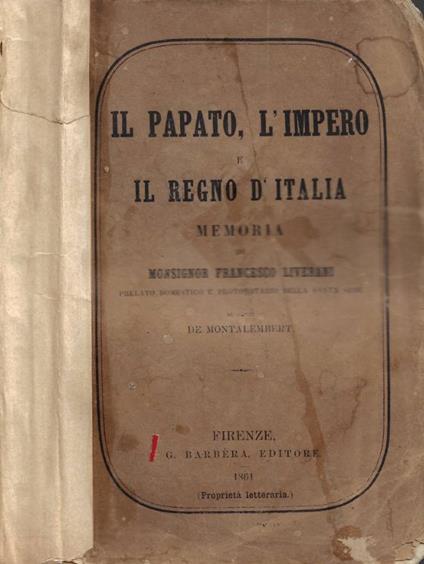 IL PAPATO, L'IMPERO
E
IL REGNO D'ITALIA
MEMORIA
DI
MONSIGNOR FRANCESCO LIVERANI
PRELATO DOMESTICO E PROTONOTARIO DELLA SANTA SEDE
DE MONTALEMBERT.
FIRENZE,
G. BARBÈRA, EDITORE.
1861
(Proprietà letteraria.)